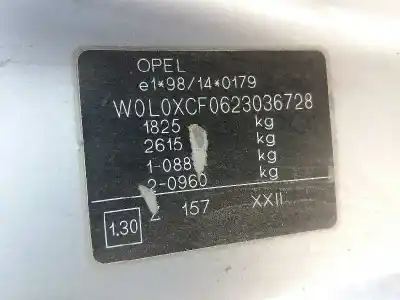 OPEL
e1*98/14*0179
W0L0XCF0623036728
1825 kg
2615 kg
1-088 kg
2-0960 kg
1.30 Z 157 XXII